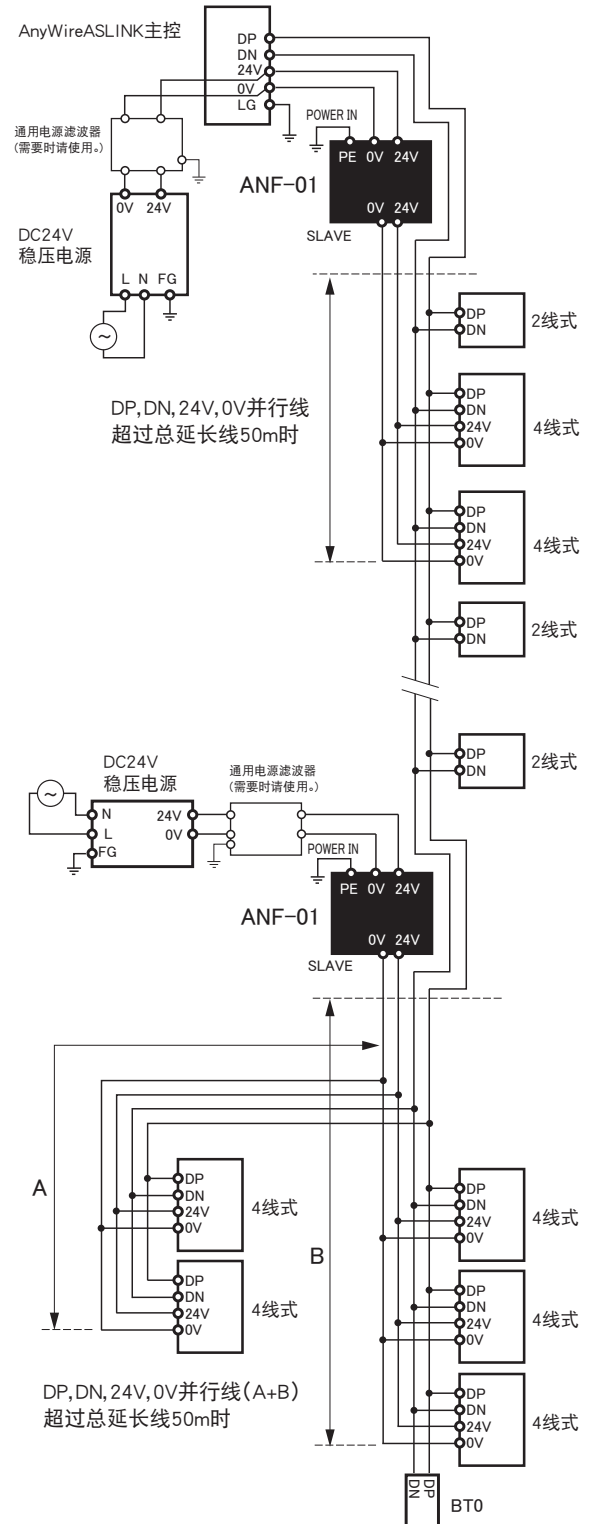 AnyWireASLINK主控
DP
DN
24V
0V
LG
通用电源滤波器
(需要时请使用。)
POWER IN
PE 0V 24V
ANF-01
0V 24V
SLAVE
0V 24V
DC24V
稳压电源
L N FG
DP
DN
2线式
DP,DN,24V,0V并行线
超过总延长线50m时
DP
DN
24V
0V
4线式
DP
DN
24V
0V
4线式
DP
DN
2线式
DP
DN
2线式
DC24V
稳压电源
通用电源滤波器
(需要时请使用。)
N
L
FG
24V
0V
POWER IN
PE 0V 24V
ANF-01
0V 24V
SLAVE
A
B
DP
DN
24V
0V
4线式
DP
DN
24V
0V
4线式
DP
DN
24V
0V
4线式
DP
DN
24V
0V
4线式
DP,DN,24V,0V并行线(A+B)
超过总延长线50m时
DP
DN
24V
0V
4线式
DN
DP
BT0